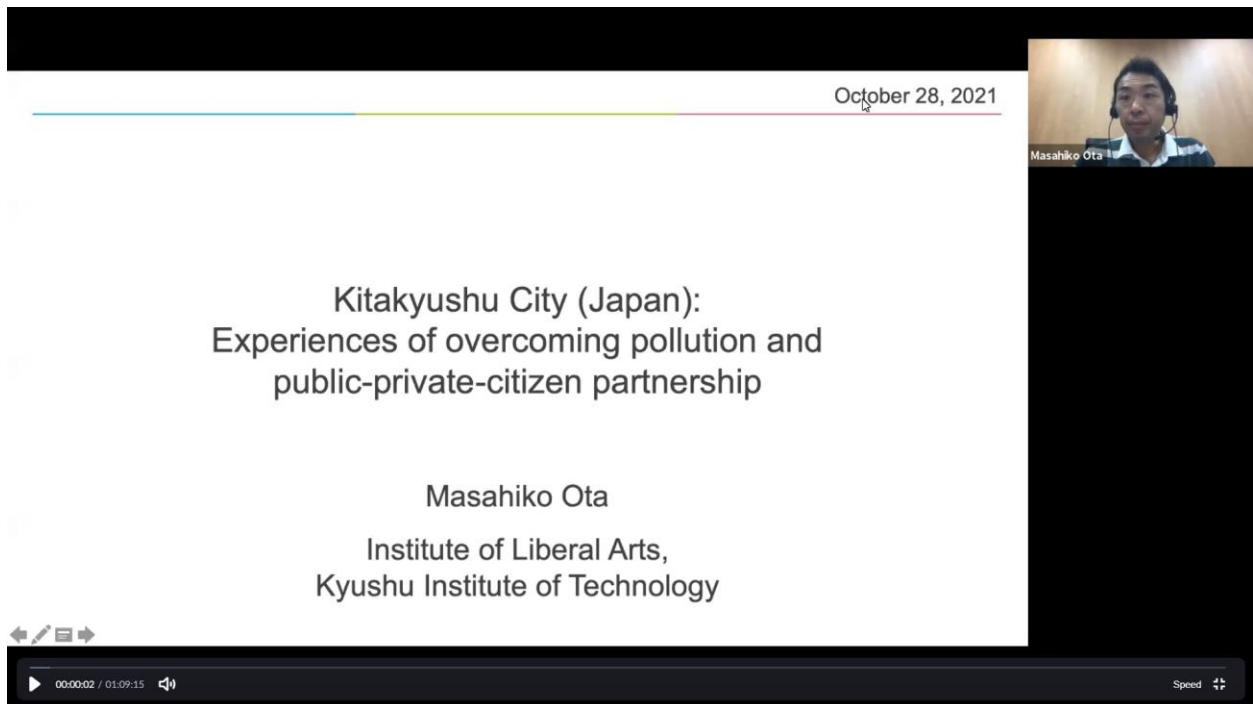 October 28, 2021
Masahiko Ota
Kitakyushu City (Japan):
Experiences of overcoming pollution and
public-private-citizen partnership
Masahiko Ota
Institute of Liberal Arts,
Kyushu Institute of Technology
00:00:02 / 01:09:15
Speed